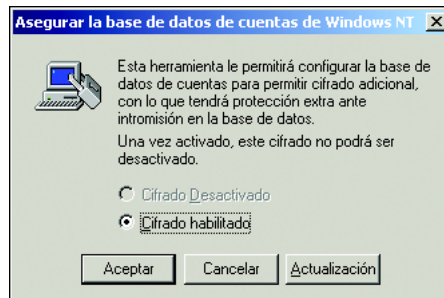 Asegurar la base de datos de cuentas de Windows NT
Esta herramienta le permitirá configurar la base de
datos de cuentas para permitir cifrado adicional,
con lo que tendrá protección extra ante
intromisión en la base de datos.
Una vez activado, este cifrado no podrá ser
desactivado.
Cifrado Desactivado
Cifrado habilitado
Aceptar Cancelar Actualización